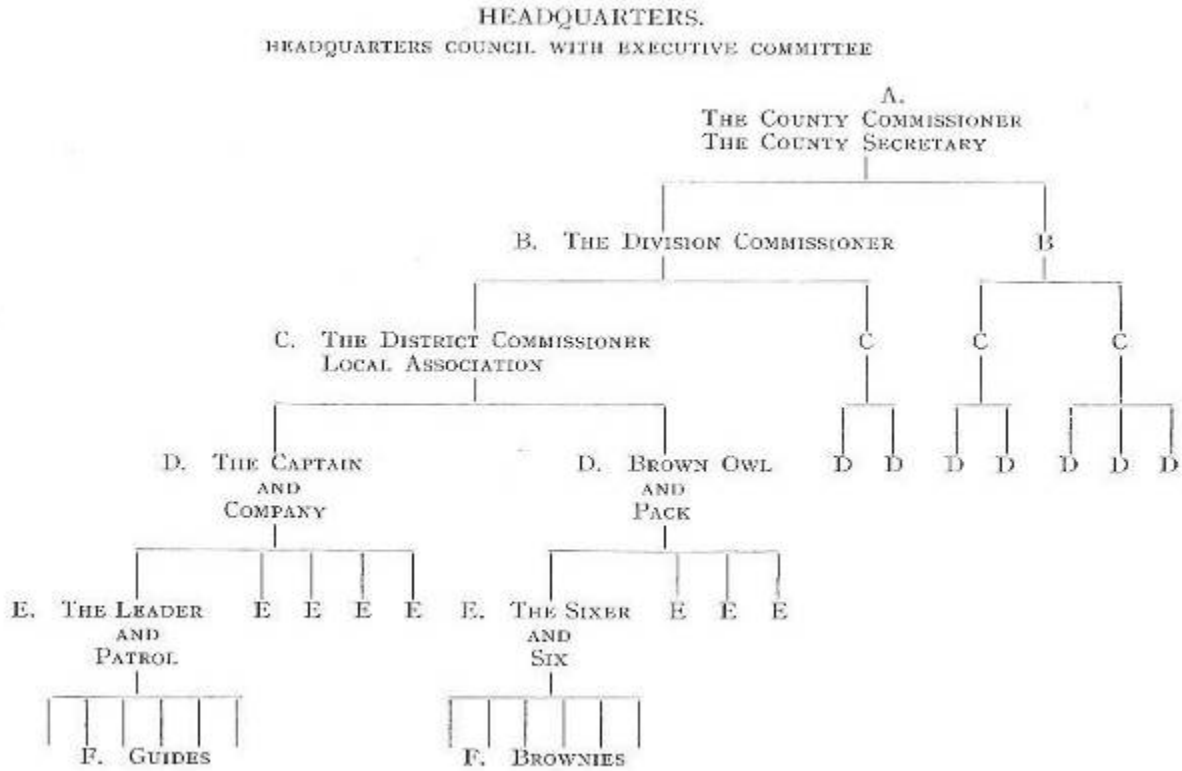 HEADQUARTERS.
HEADQUARTERS COUNCIL WITH EXECUTIVE COMMITTEE
A.
THE COUNTY COMMISSIONER
THE COUNTY SECRETARY
B. THE DIVISION COMMISSIONER B
C. THE DISTRICT COMMISSIONER C C C
LOCAL ASSOCIATION
D. THE CAPTAIN D. BROWN OWL D D D D D D D
AND AND
COMPANY PACK
E. THE LEADER E E E E E. THE SIXER E E E
AND AND
PATROL SIX
F. GUIDES F. BROWNIES